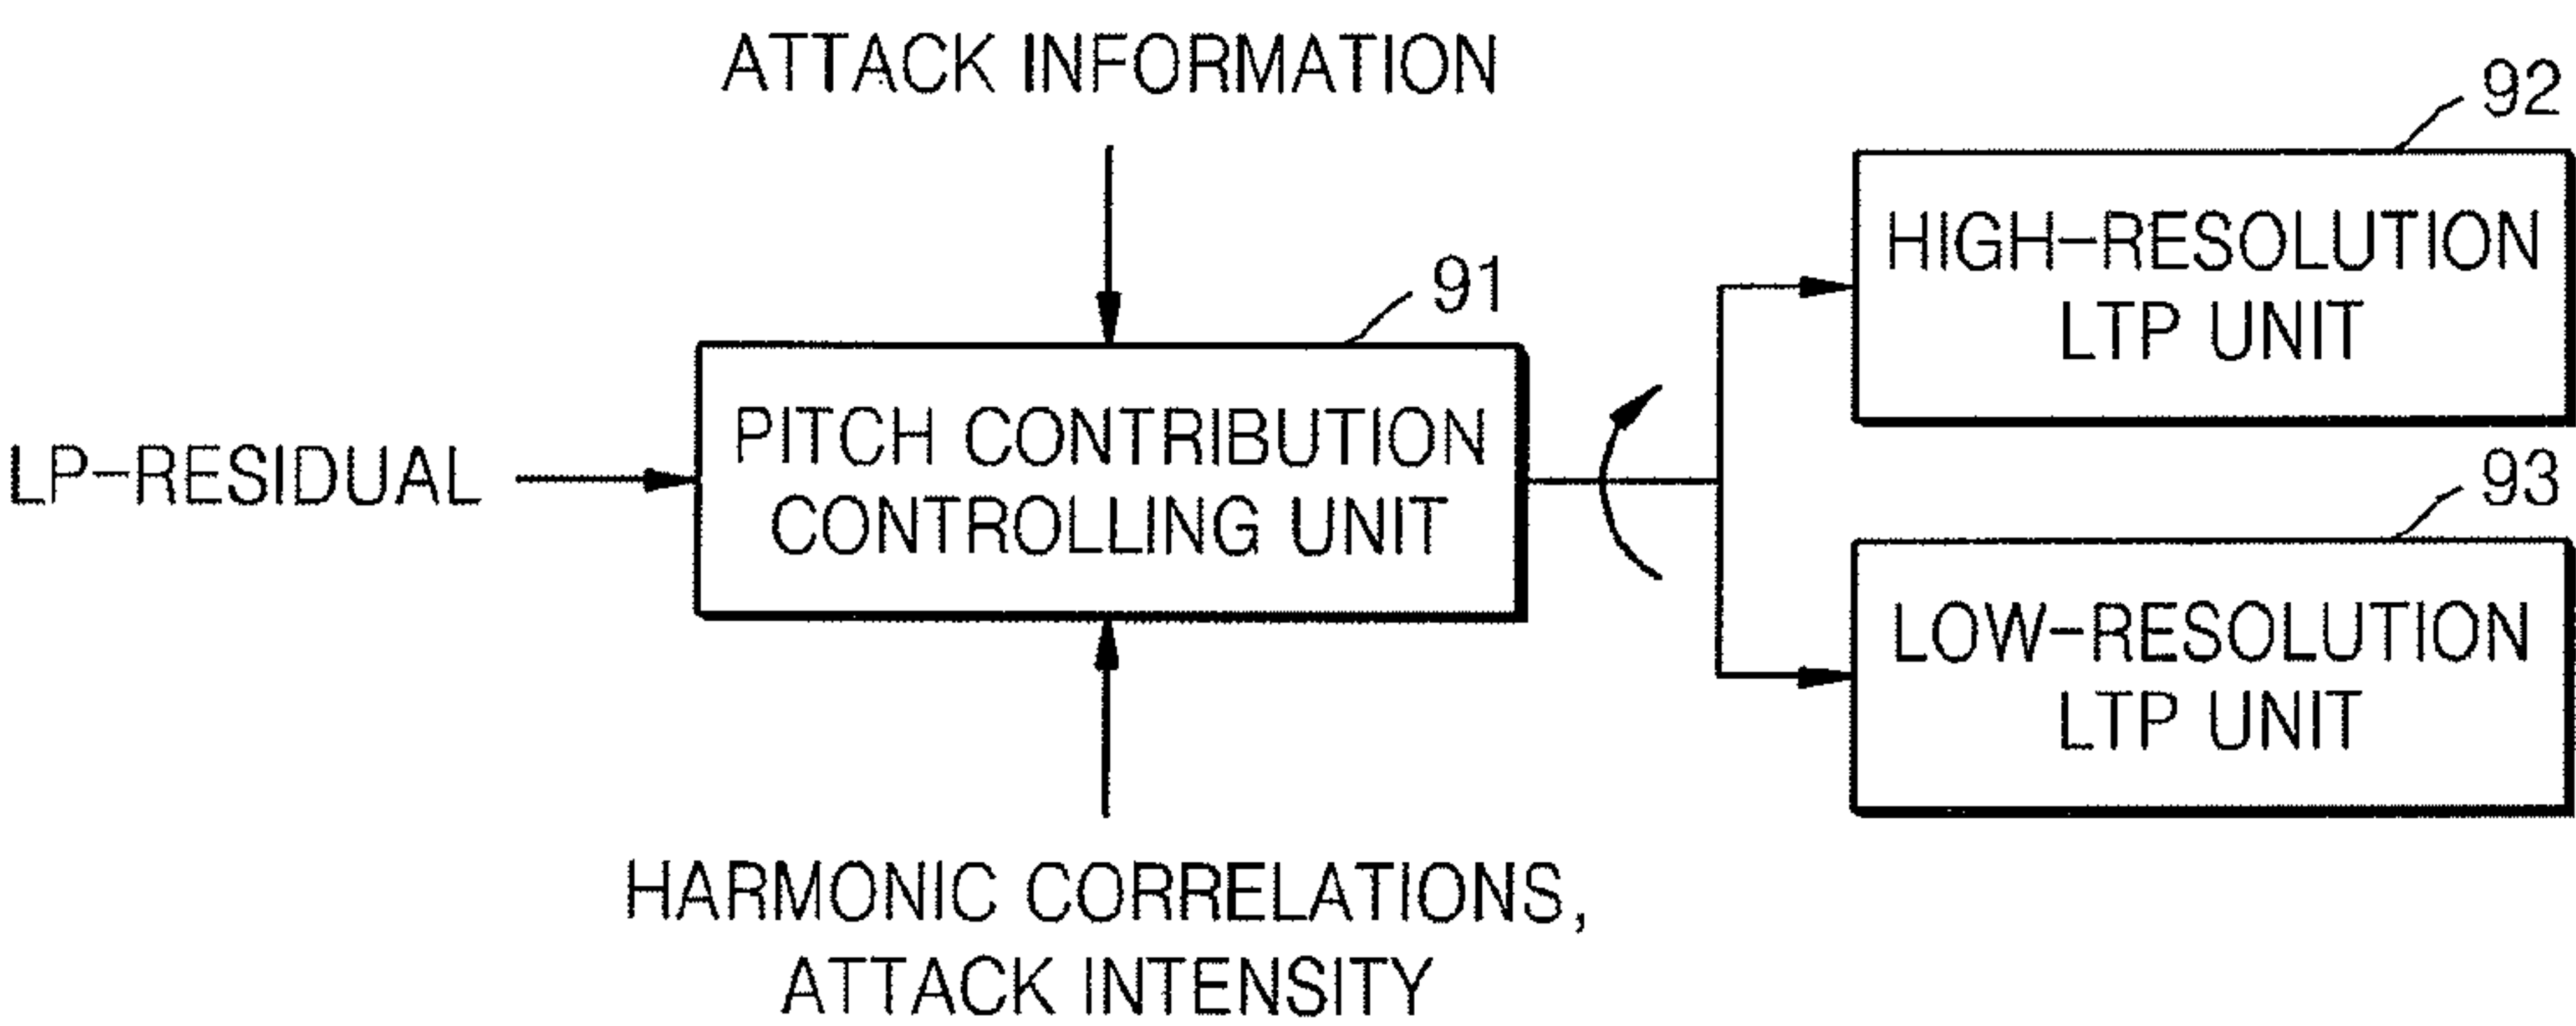 ATTACK INFORMATION
92
HIGH-RESOLUTION
LTP UNIT
91
PITCH CONTRIBUTION
CONTROLLING UNIT
LP-RESIDUAL
93
LOW-RESOLUTION
LTP UNIT
HARMONIC CORRELATIONS,
ATTACK INTENSITY